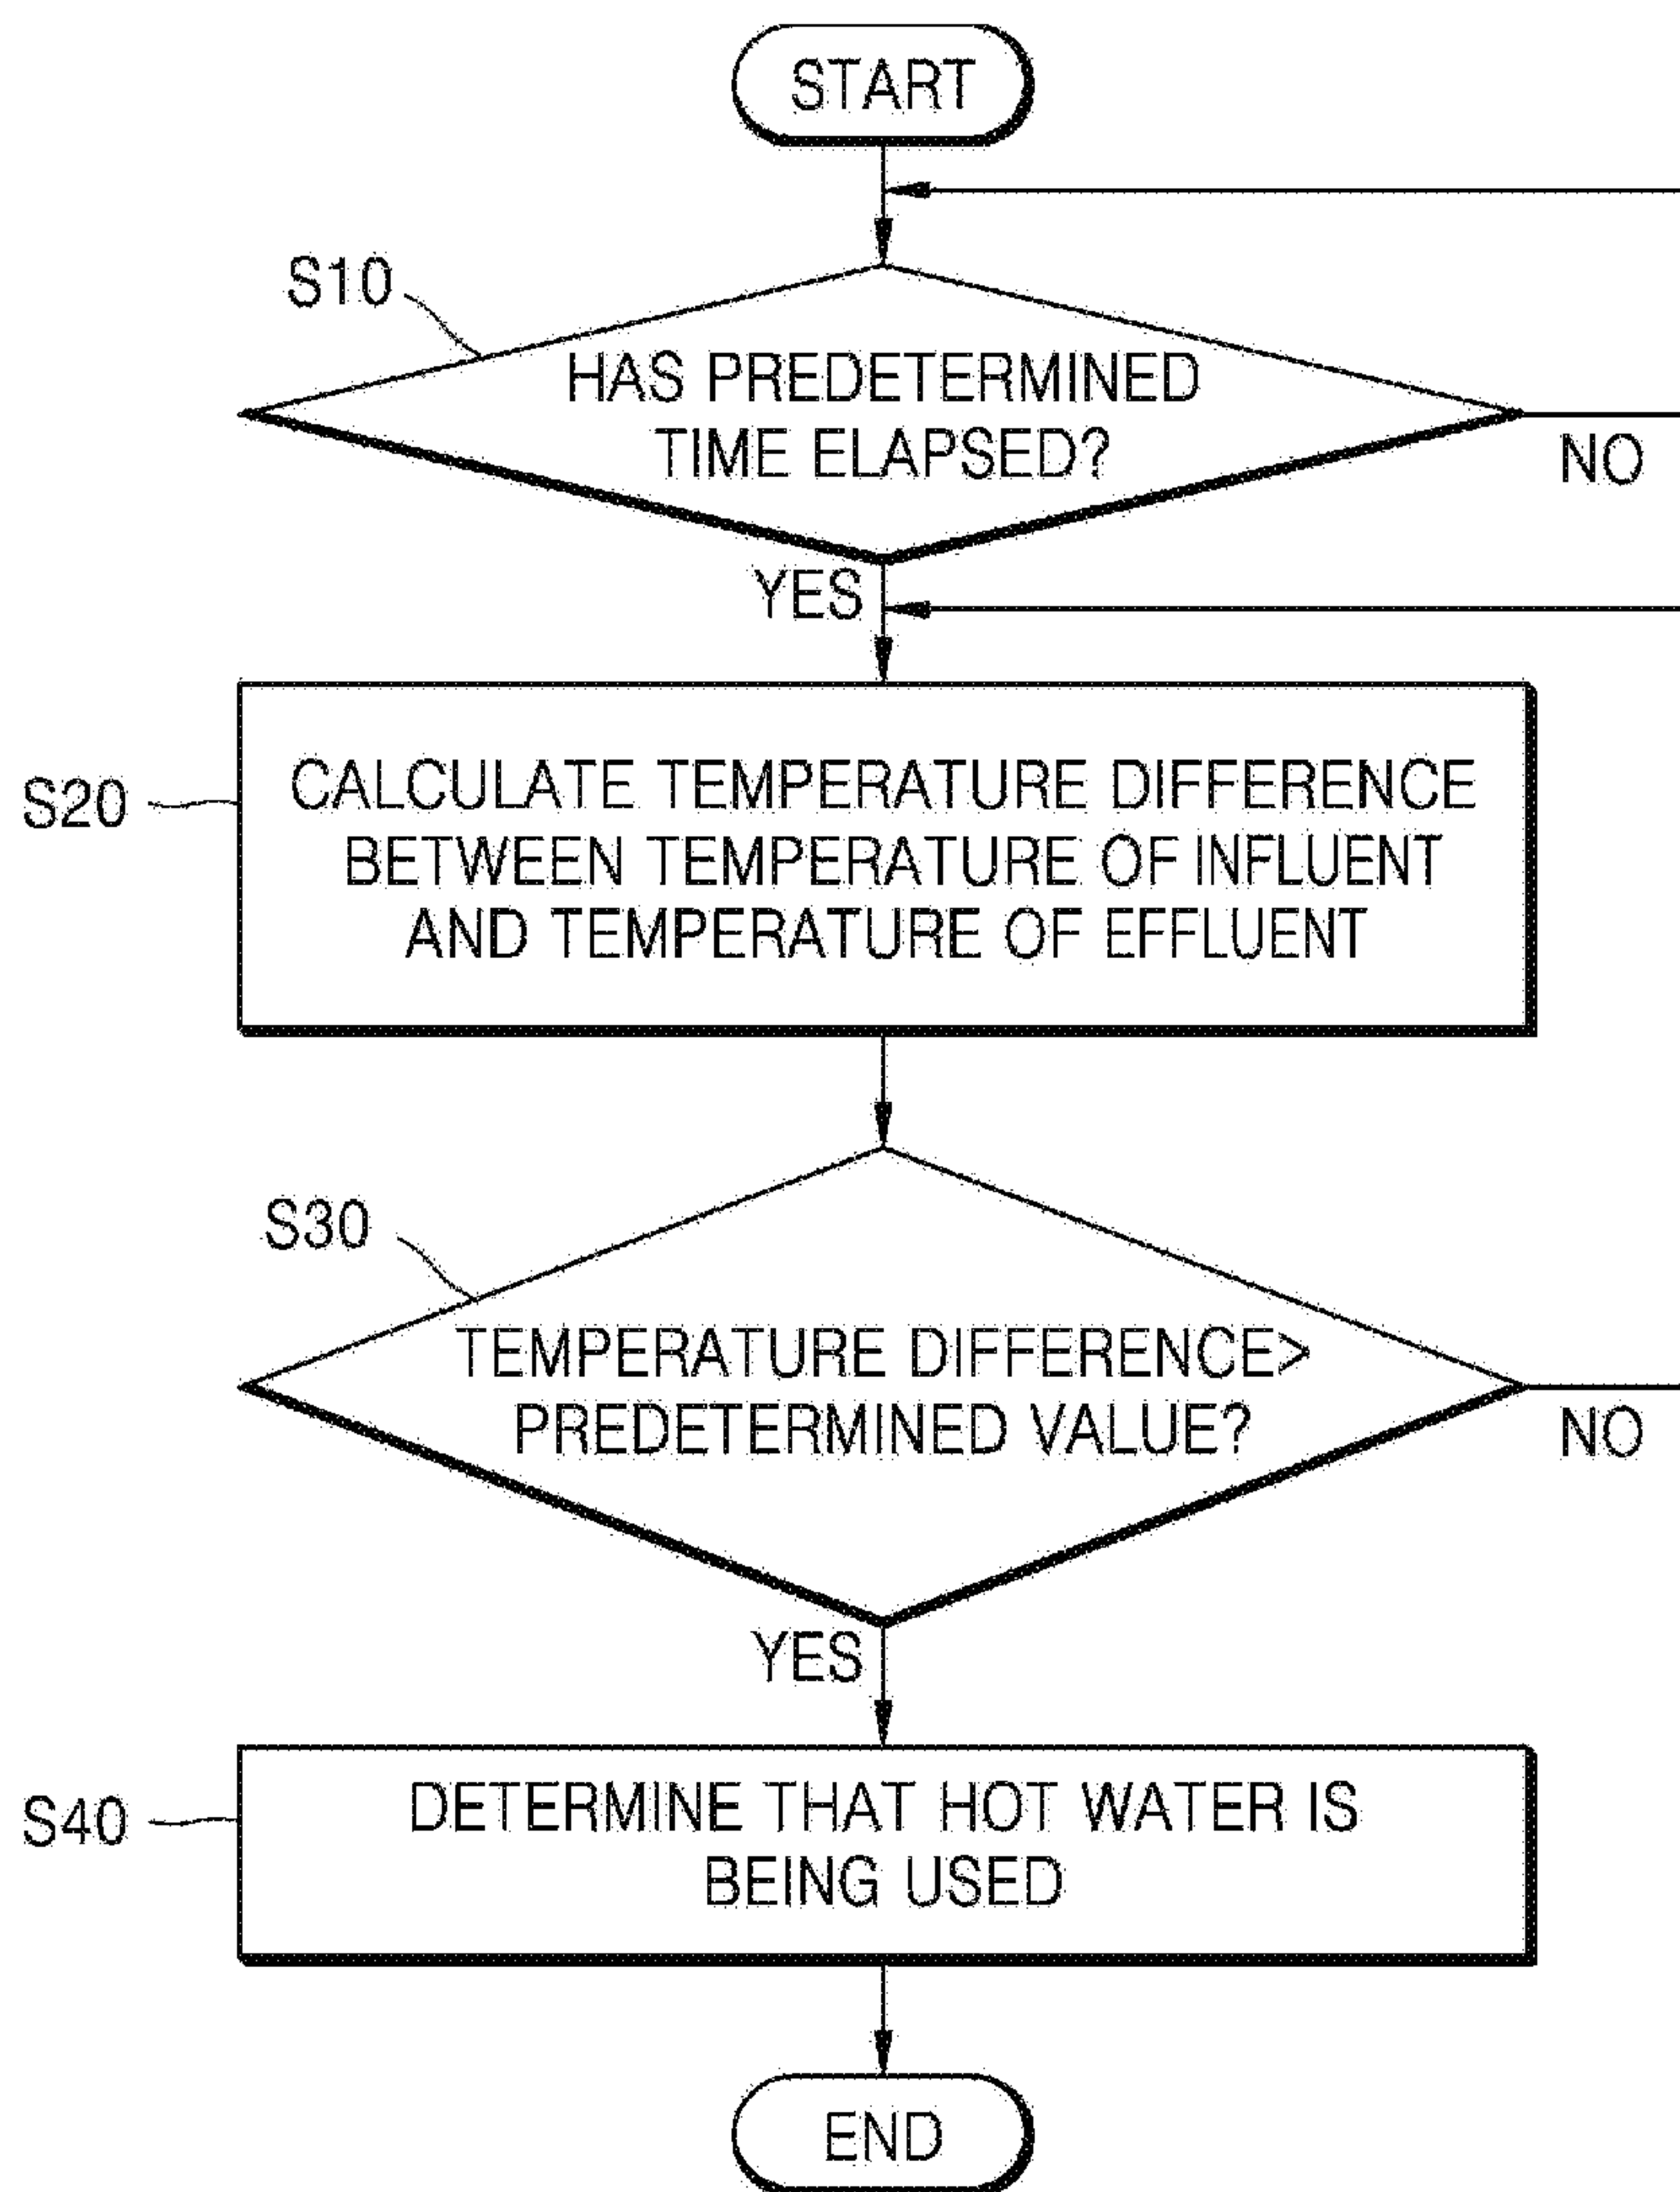 START
S10
HAS PREDETERMINED
TIME ELAPSED?
NO
YES
S20
CALCULATE TEMPERATURE DIFFERENCE
BETWEEN TEMPERATURE OF INFLUENT
AND TEMPERATURE OF EFFLUENT
S30
TEMPERATURE DIFFERENCE>
PREDETERMINED VALUE?
NO
YES
S40
DETERMINE THAT HOT WATER IS
BEING USED
END